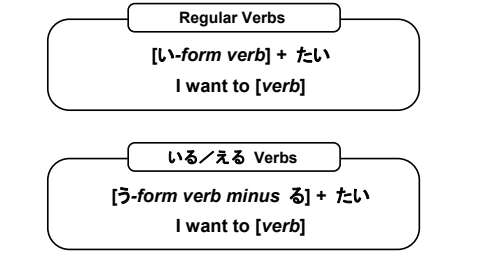 Regular Verbs
[い-form verb] + たい
I want to [verb]
いる／える Verbs
[う-form verb minus る] + たい
I want to [verb]